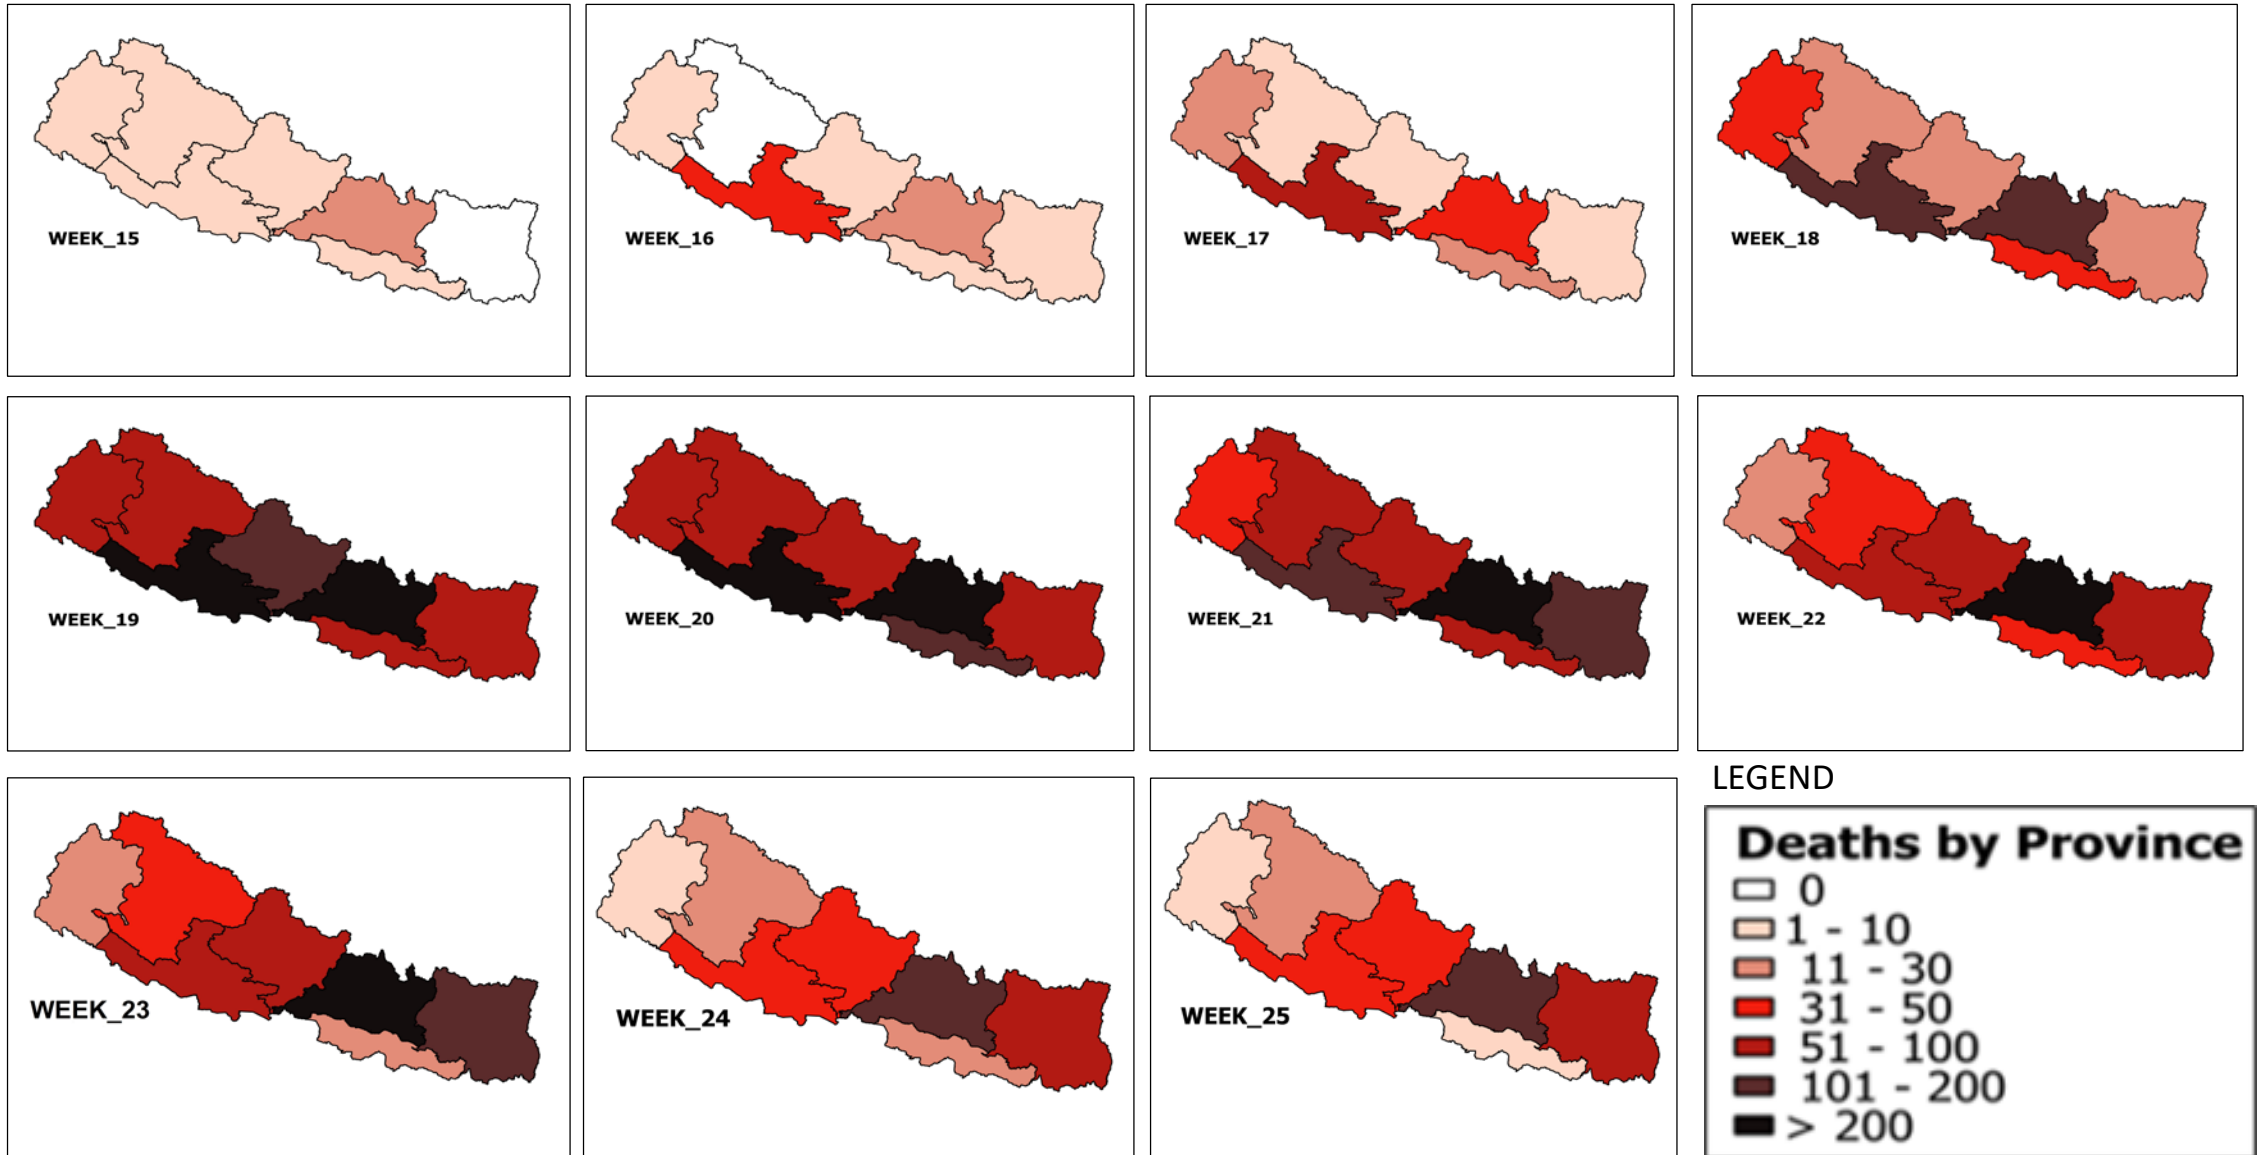 WEEK_15
WEEK_16
WEEK_17
WEEK_18
WEEK_19
WEEK_20
WEEK_21
WEEK_22
WEEK_23
WEEK_24
WEEK_25
LEGEND
Deaths by Province
0
1 - 10
11 - 30
31 - 50
51 - 100
101 - 200
> 200